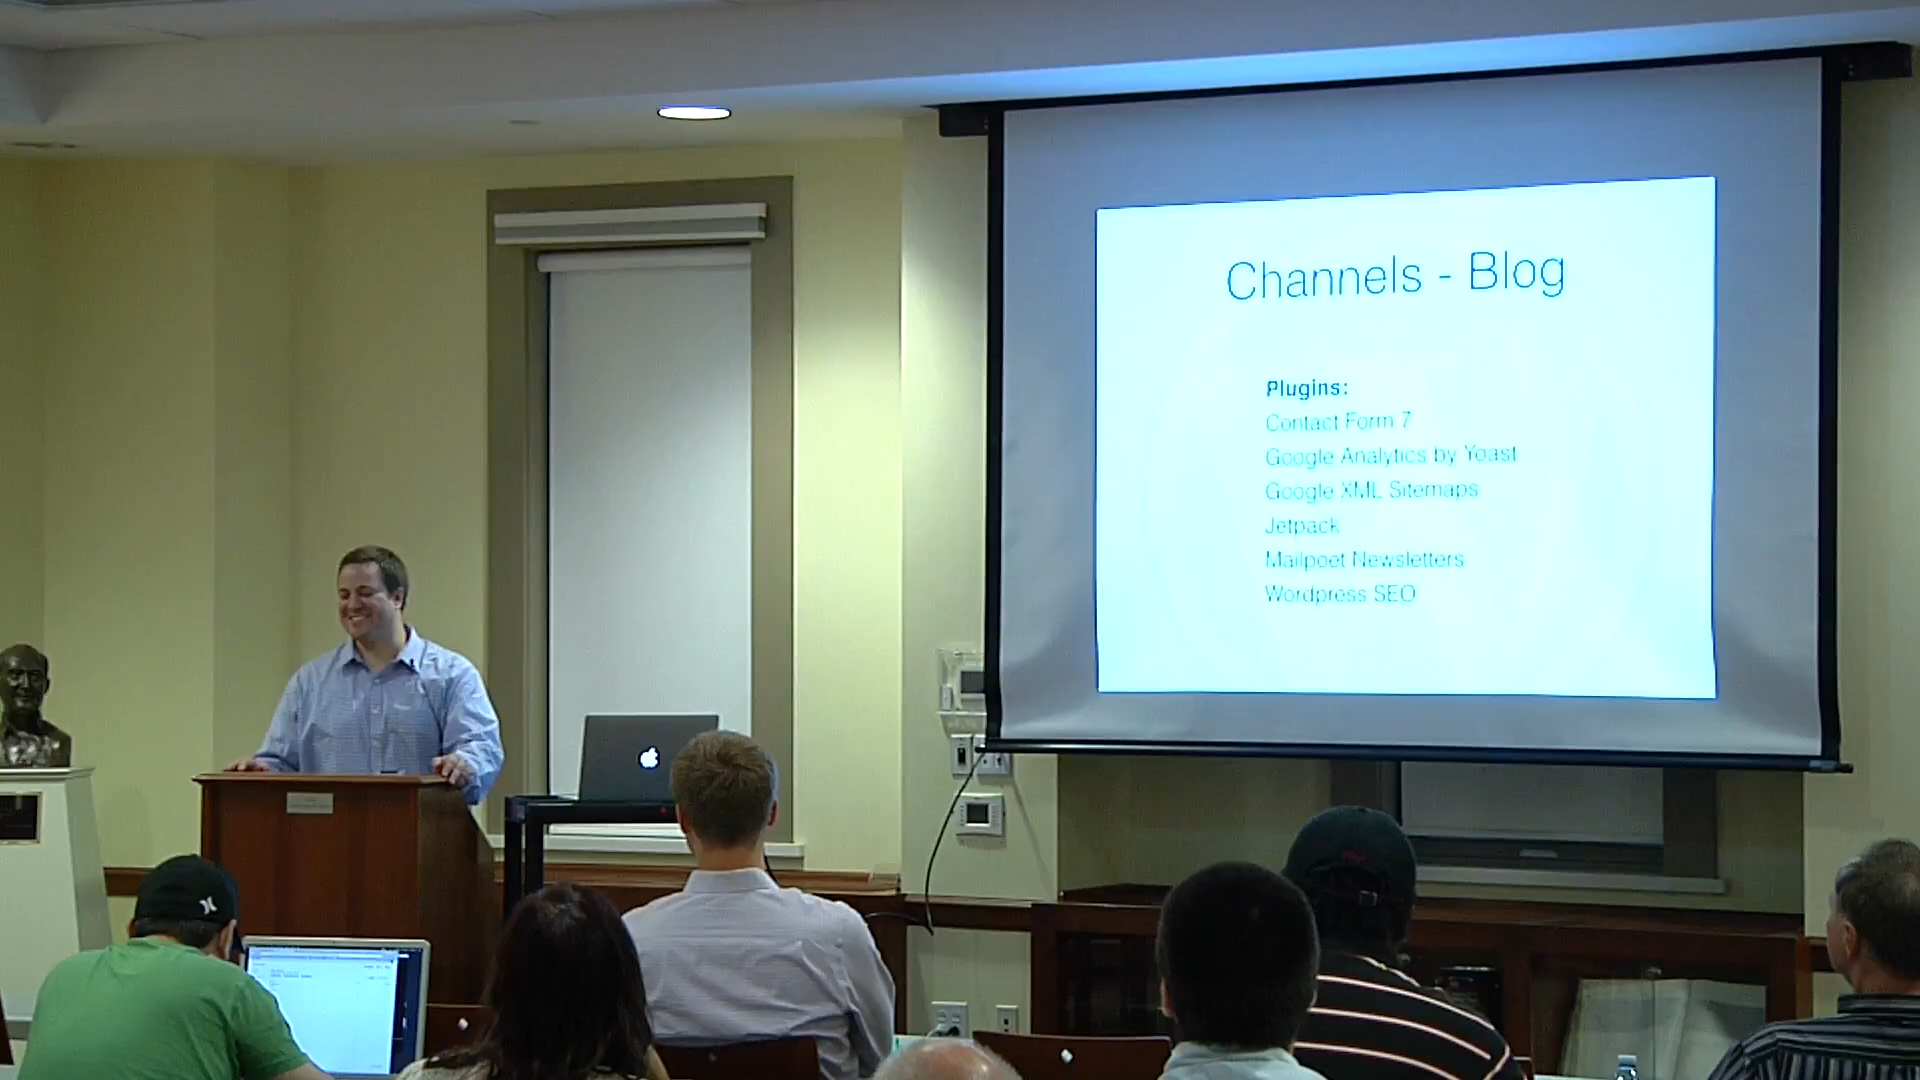 Channels - Blog
Plugins:
Contact Form 7
Google Analytics by Yoast
Google XML Sitemaps
Jetpack
Mailpoet Newsletters
Wordpress SEO